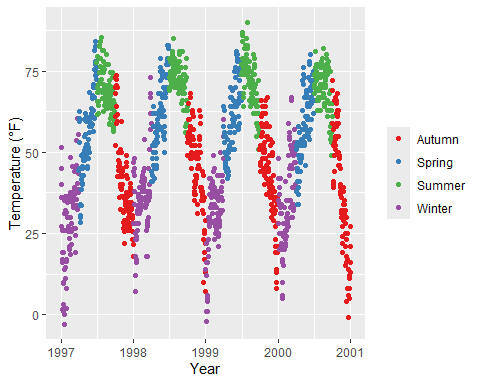 75
50
25
0
Temperature (°F)
1997
1998
1999
2000
2001
Year
Autumn
Spring
Summer
Winter